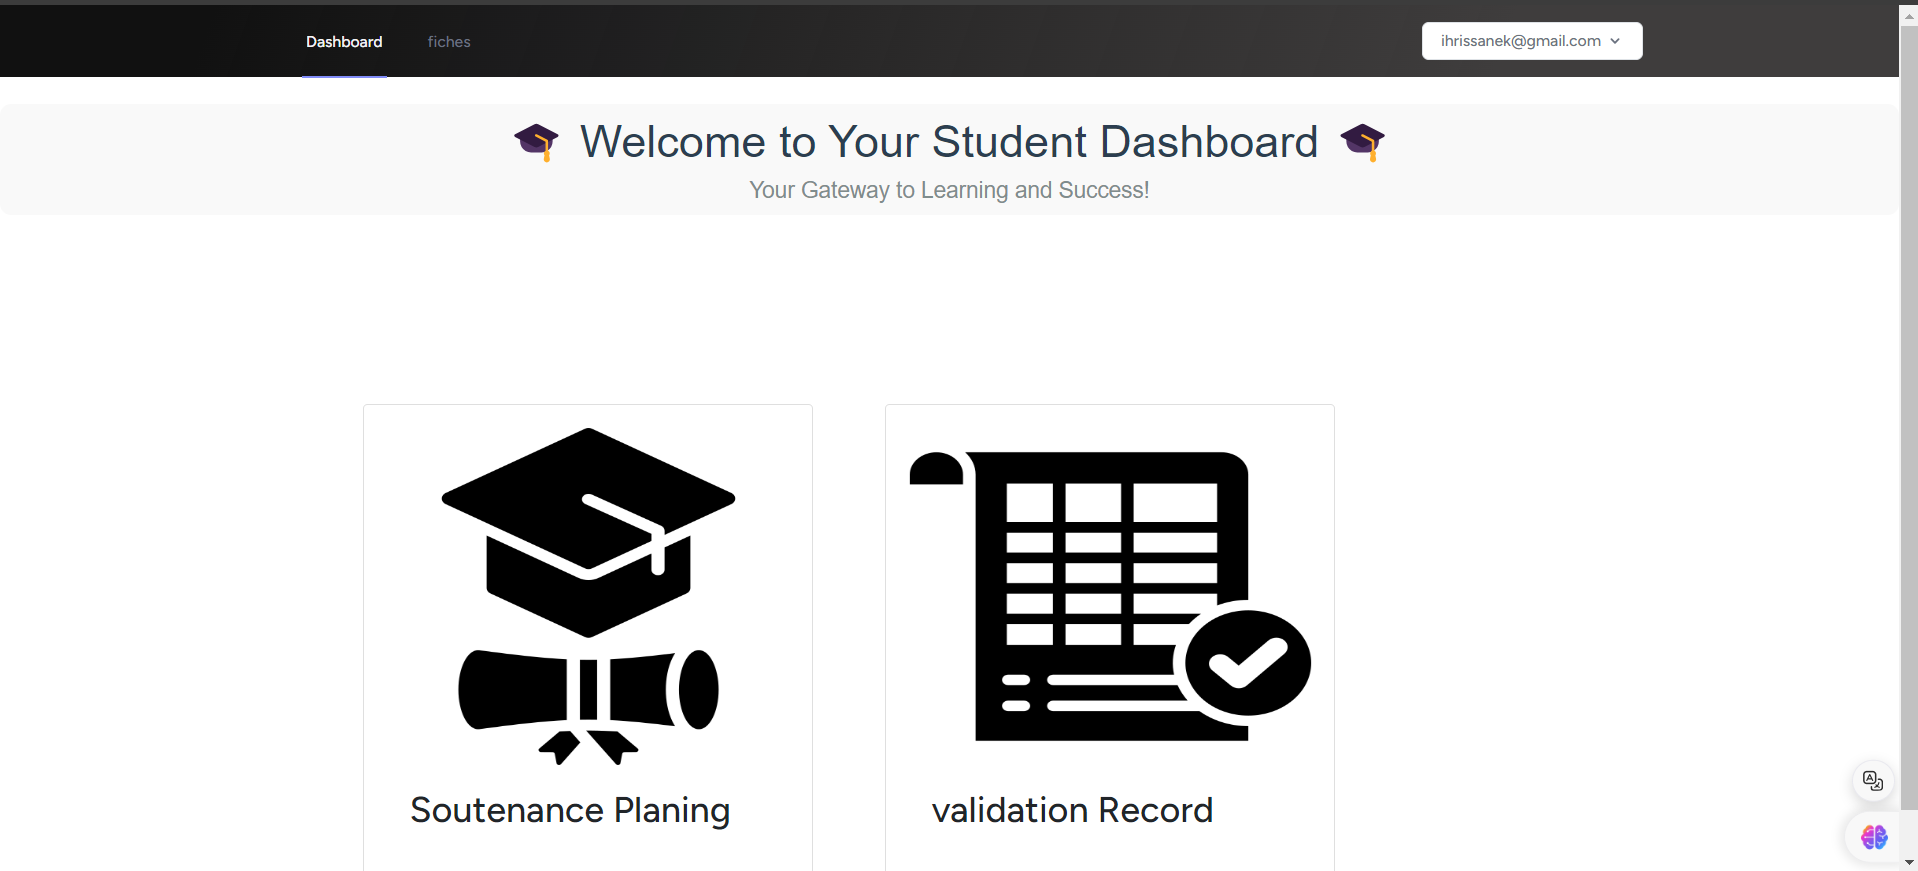 Dashboard fiches ihrissanek@gmail.com
Welcome to Your Student Dashboard
Your Gateway to Learning and Success!
Soutenance Planing
validation Record